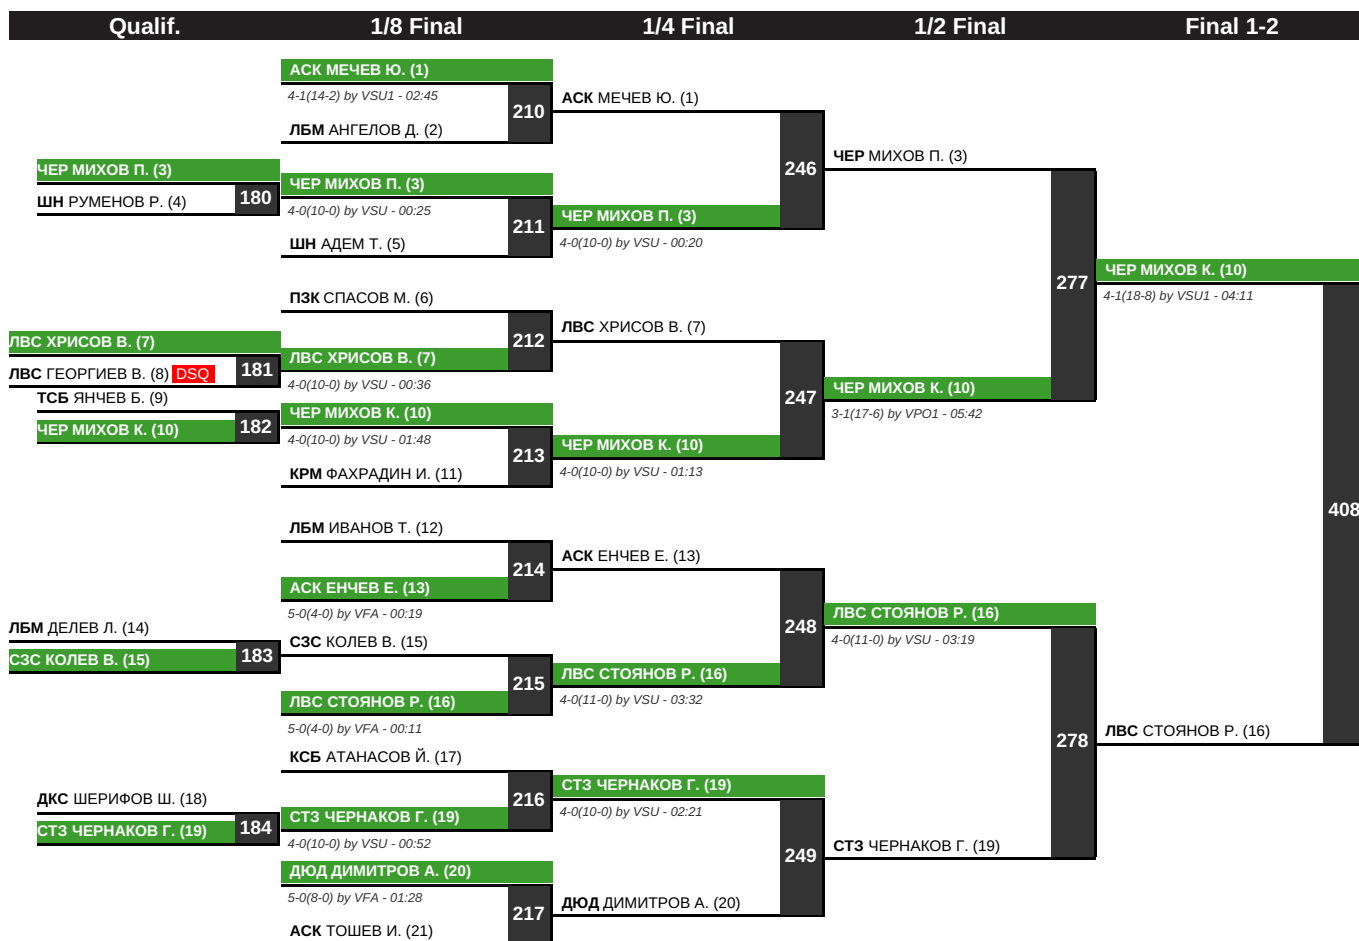 Qualif.
1/8 Final
1/4 Final
1/2 Final
Final 1-2
ЧЕР МИХОВ П. (3)
180
ШН РУМЕНОВ Р. (4)
ЛВС ХРИСОВ В. (7)
181
ЛВС ГЕОРГИЕВ В. (8) DSQ
ТСБ ЯНЧЕВ Б. (9)
182
ЧЕР МИХОВ К. (10)
ЛБМ ДЕЛЕВ Л. (14)
183
СЗС КОЛЕВ В. (15)
ДКС ШЕРИФОВ Ш. (18)
184
СТЗ ЧЕРНАКОВ Г. (19)
АСК МЕЧЕВ Ю. (1)
4-1(14-2) by VSU1 - 02:45
210
ЛБМ АНГЕЛОВ Д. (2)
ЧЕР МИХОВ П. (3)
4-0(10-0) by VSU - 00:25
211
ШН АДЕМ Т. (5)
ПЗК СПАСОВ М. (6)
212
ЛВС ХРИСОВ В. (7)
4-0(10-0) by VSU - 00:36
ЧЕР МИХОВ К. (10)
4-0(10-0) by VSU - 01:48
213
КРМ ФАХРАДИН И. (11)
ЛБМ ИВАНОВ Т. (12)
214
АСК ЕНЧЕВ Е. (13)
5-0(4-0) by VFA - 00:19
СЗС КОЛЕВ В. (15)
215
ЛВС СТОЯНОВ Р. (16)
5-0(4-0) by VFA - 00:11
КСБ АТАНАСОВ Й. (17)
216
СТЗ ЧЕРНАКОВ Г. (19)
4-0(10-0) by VSU - 00:52
ДЮД ДИМИТРОВ А. (20)
5-0(8-0) by VFA - 01:28
217
АСК ТОШЕВ И. (21)
АСК МЕЧЕВ Ю. (1)
246
ЧЕР МИХОВ П. (3)
4-0(10-0) by VSU - 00:20
ЛВС ХРИСОВ В. (7)
247
ЧЕР МИХОВ К. (10)
4-0(10-0) by VSU - 01:13
АСК ЕНЧЕВ Е. (13)
248
ЛВС СТОЯНОВ Р. (16)
4-0(11-0) by VSU - 03:32
СТЗ ЧЕРНАКОВ Г. (19)
4-0(10-0) by VSU - 02:21
249
ДЮД ДИМИТРОВ А. (20)
ЧЕР МИХОВ П. (3)
277
ЧЕР МИХОВ К. (10)
3-1(17-6) by VPO1 - 05:42
ЛВС СТОЯНОВ Р. (16)
4-0(11-0) by VSU - 03:19
278
СТЗ ЧЕРНАКОВ Г. (19)
ЧЕР МИХОВ К. (10)
4-1(18-8) by VSU1 - 04:11
408
ЛВС СТОЯНОВ Р. (16)